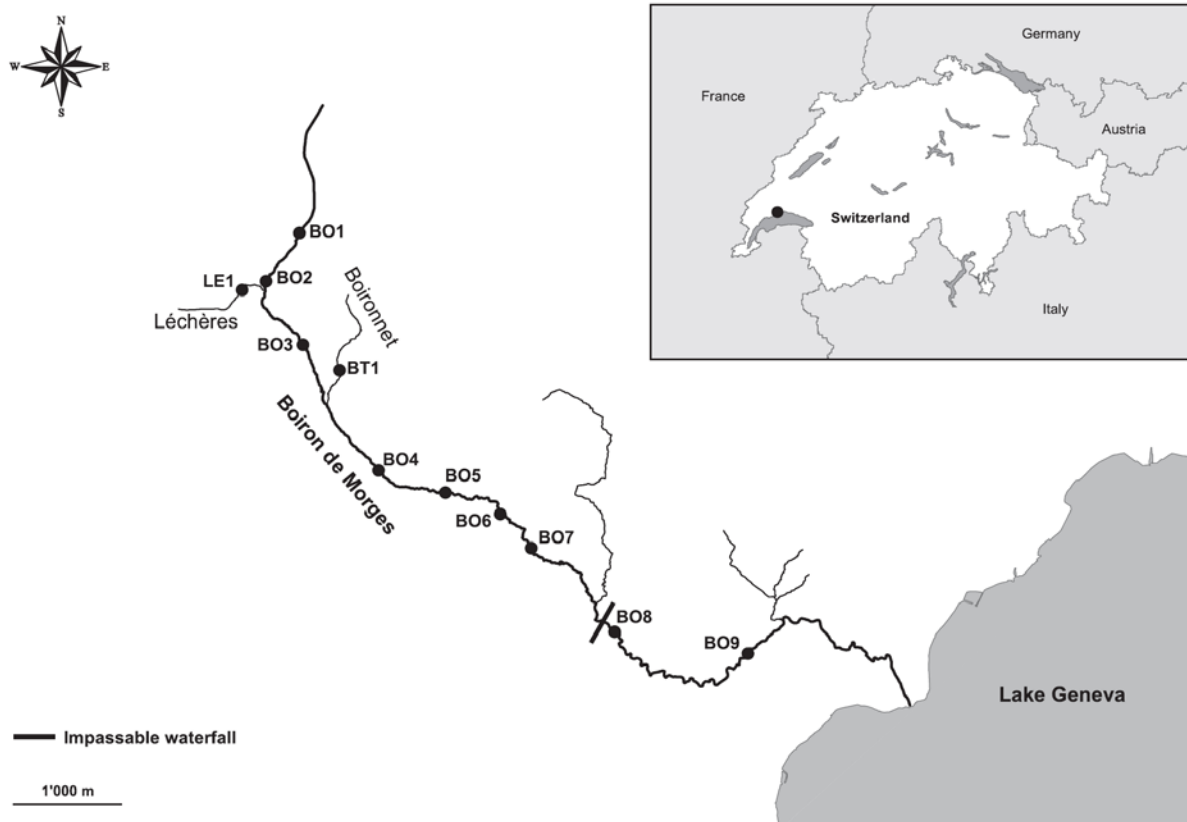 N
W
E
S
Germany
France
Austria
Switzerland
Italy
BO1
BO2
LE1
Léchères
Boironnet
BO3
BT1
Boiron de Morges
BO4
BO5
BO6
BO7
BO8
BO9
Lake Geneva
Impassable waterfall
1'000 m